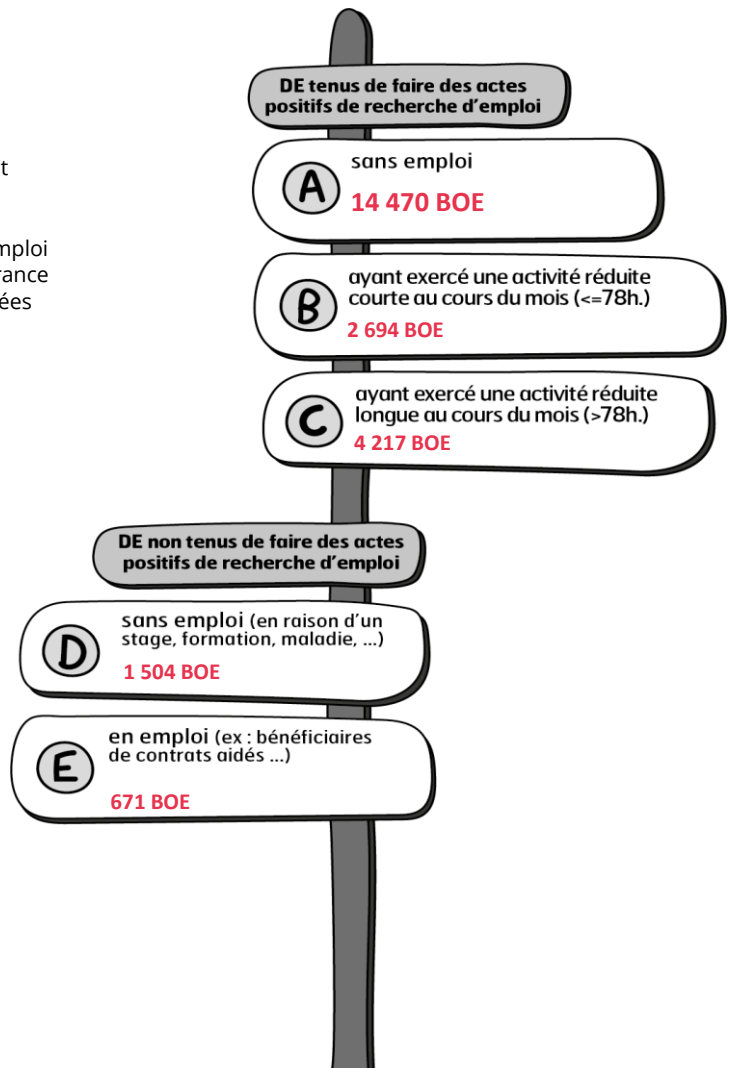 DE tenus de faire des actes
positifs de recherche d'emploi
A
sans emploi
14 470 BOE
B
ayant exercé une activité réduite
courte au cours du mois (<=78h.)
2 694 BOE
C
ayant exercé une activité réduite
longue au cours du mois (>78h.)
4 217 BOE
DE non tenus de faire des actes
positifs de recherche d'emploi
D
sans emploi (en raison d'un
stage, formation, maladie, ...)
1 504 BOE
E
en emploi (ex : bénéficiaires
de contrats aidés ...)
671 BOE